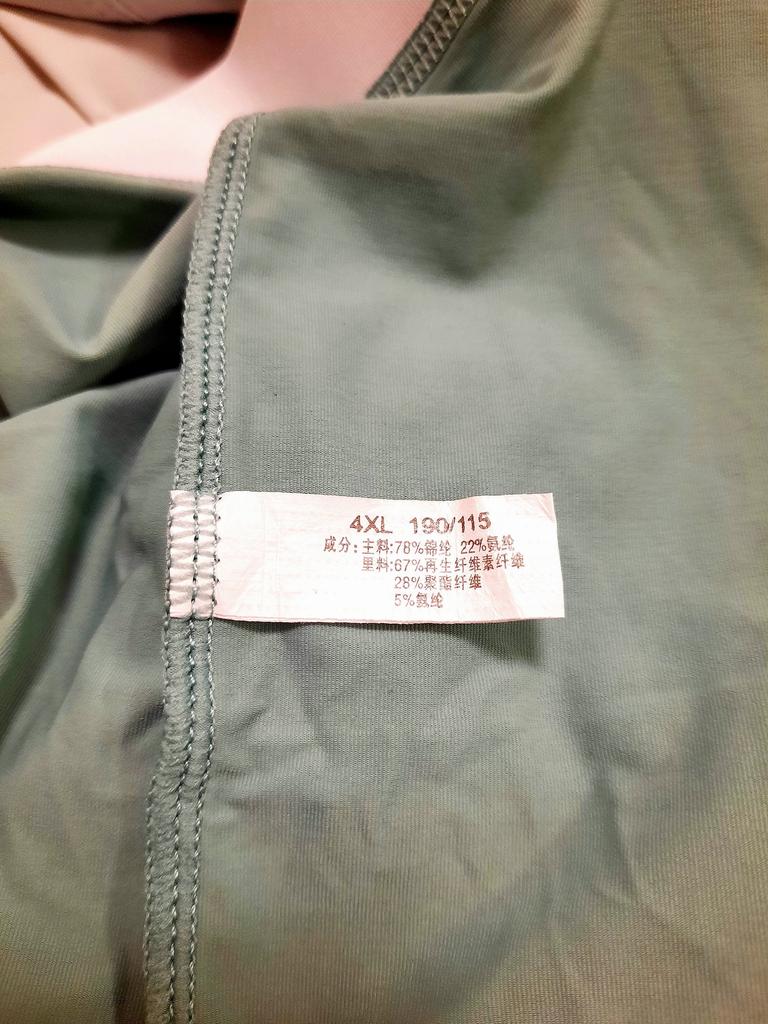 4XL 190/115
成分:主料:78%锦纶 22%氨纶
里料:67%再生纤维素纤维
28%聚酯纤维
5%氨纶